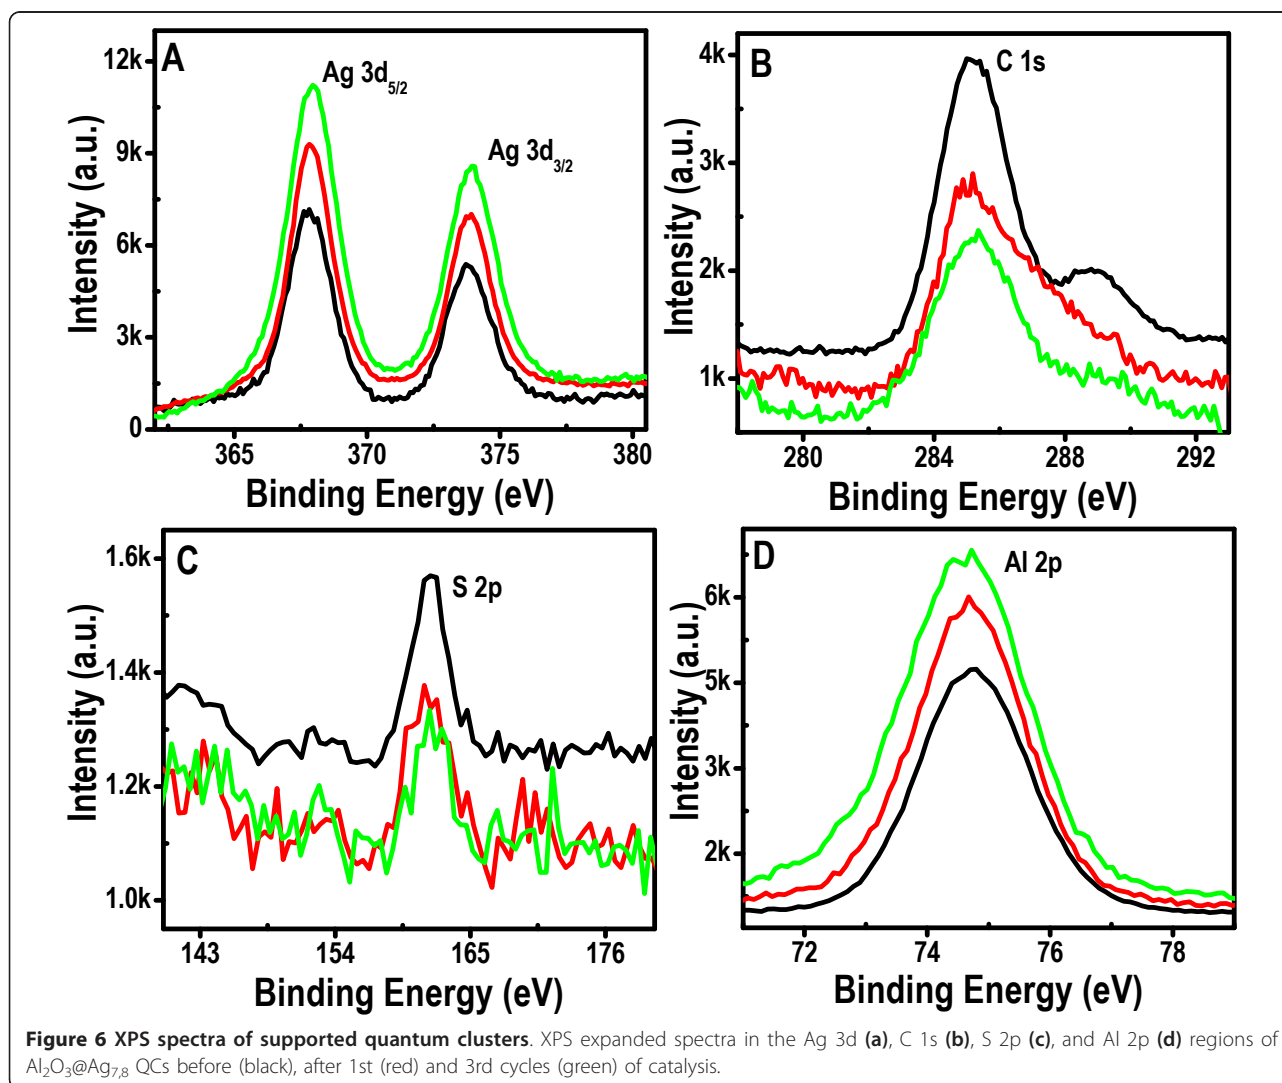 A
Ag 3d5/2
Ag 3d3/2
12k
9k
6k
3k
0
Intensity (a.u.)
365 370 375 380
Binding Energy (eV)
B
C 1s
4k
3k
2k
1k
Intensity (a.u.)
280 284 288 292
Binding Energy (eV)
C
S 2p
1.6k
1.4k
1.2k
1.0k
Intensity (a.u.)
143 154 165 176
Binding Energy (eV)
D
Al 2p
6k
5k
3k
2k
Intensity (a.u.)
72 74 76 78
Binding Energy (eV)
Figure 6 XPS spectra of supported quantum clusters. XPS expanded spectra in the Ag 3d (a), C 1s (b), S 2p (c), and Al 2p (d) regions of
Al2O3@Ag7,8 QCs before (black), after 1st (red) and 3rd cycles (green) of catalysis.